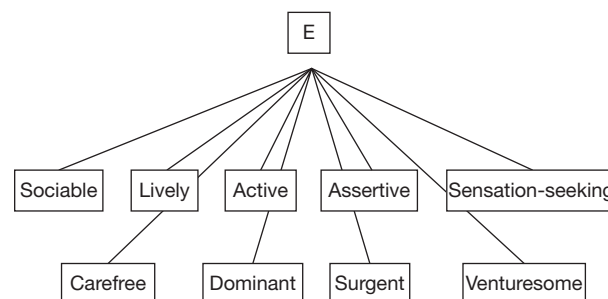 E
Sociable Lively Active Assertive Sensation-seeking
Carefree Dominant Surgent Venturesome